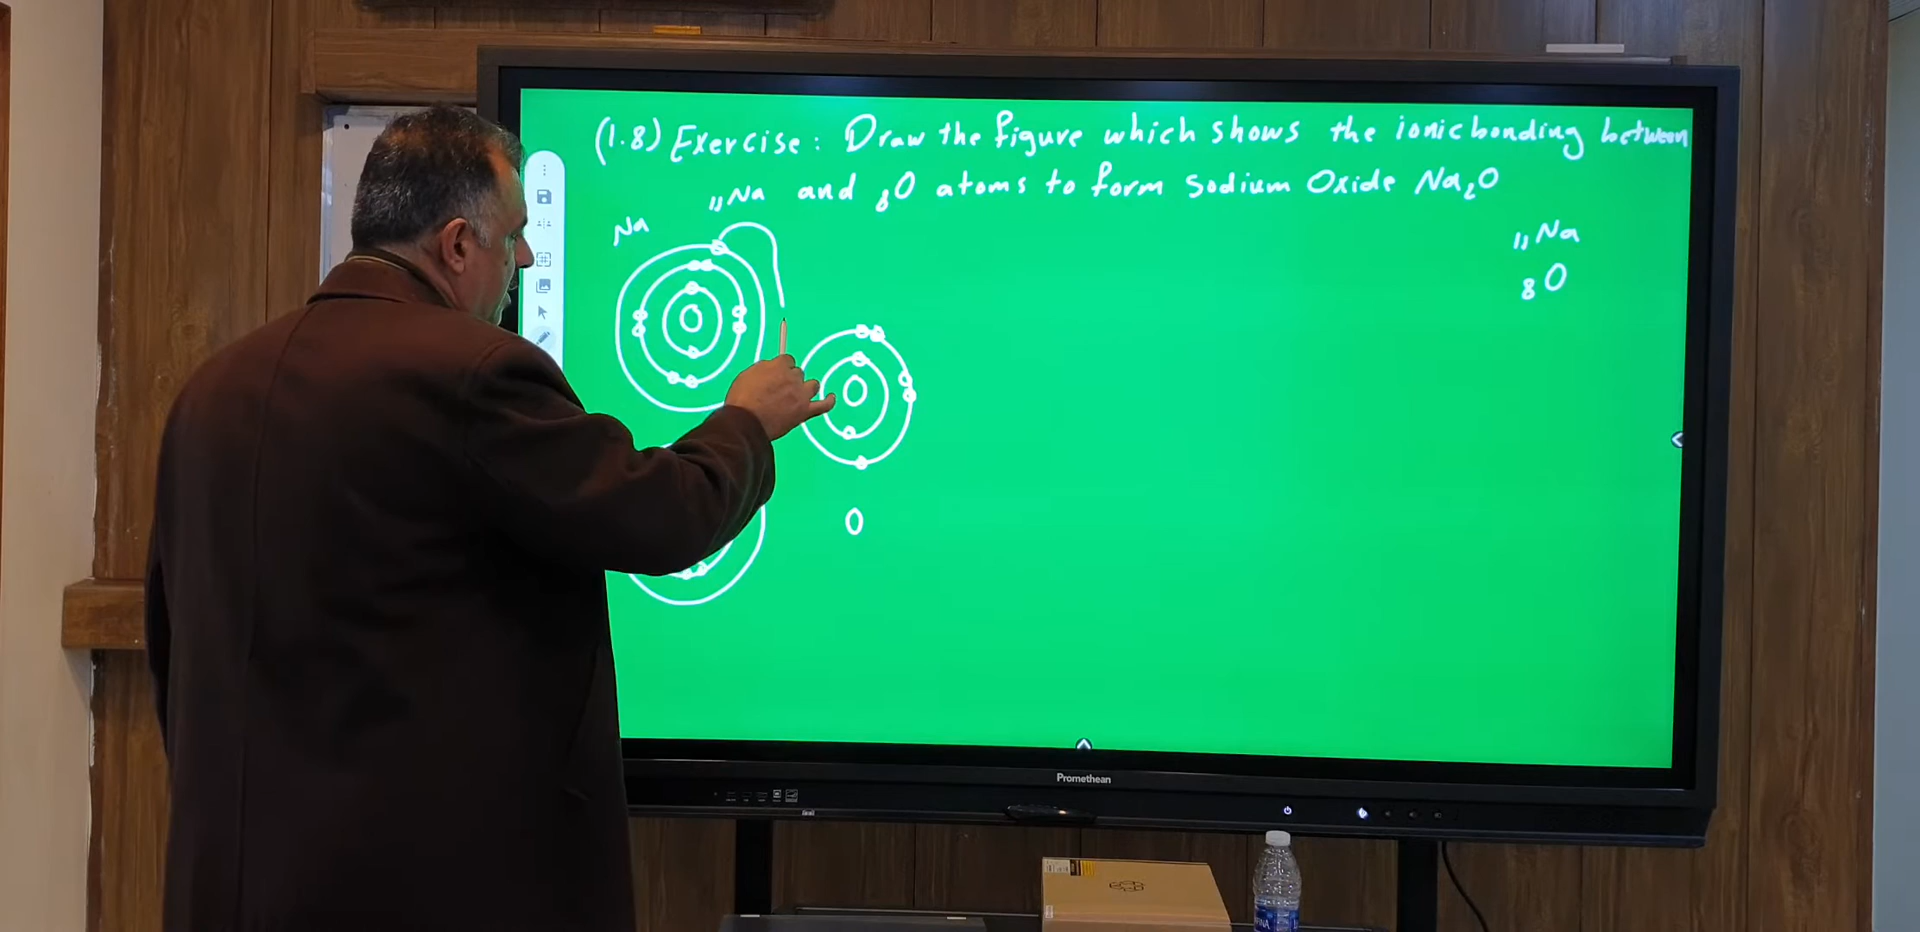 (1.8) Exercise: Draw the figure which shows the ionic bonding between
₁₁Na and ₈O atoms to form Sodium Oxide Na₂O
Na
₁₁Na
₈O
O
Promethean